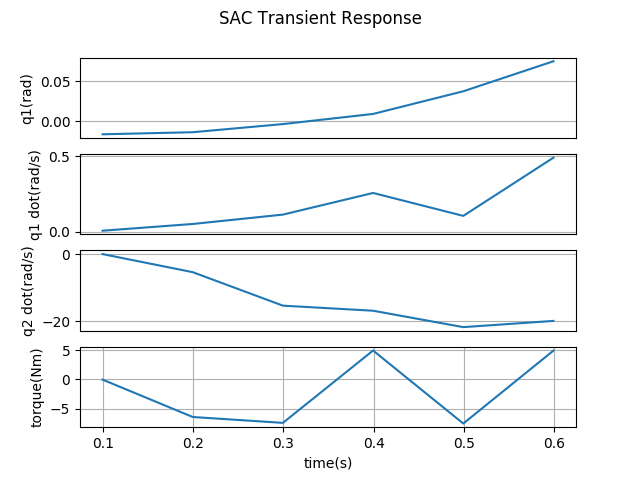 SAC Transient Response
q1(rad)
0.05
0.00
q1 dot(rad/s)
0.5
0.0
q2 dot(rad/s)
0
−20
torque(Nm)
5
0
−5
0.1 0.2 0.3 0.4 0.5 0.6
time(s)